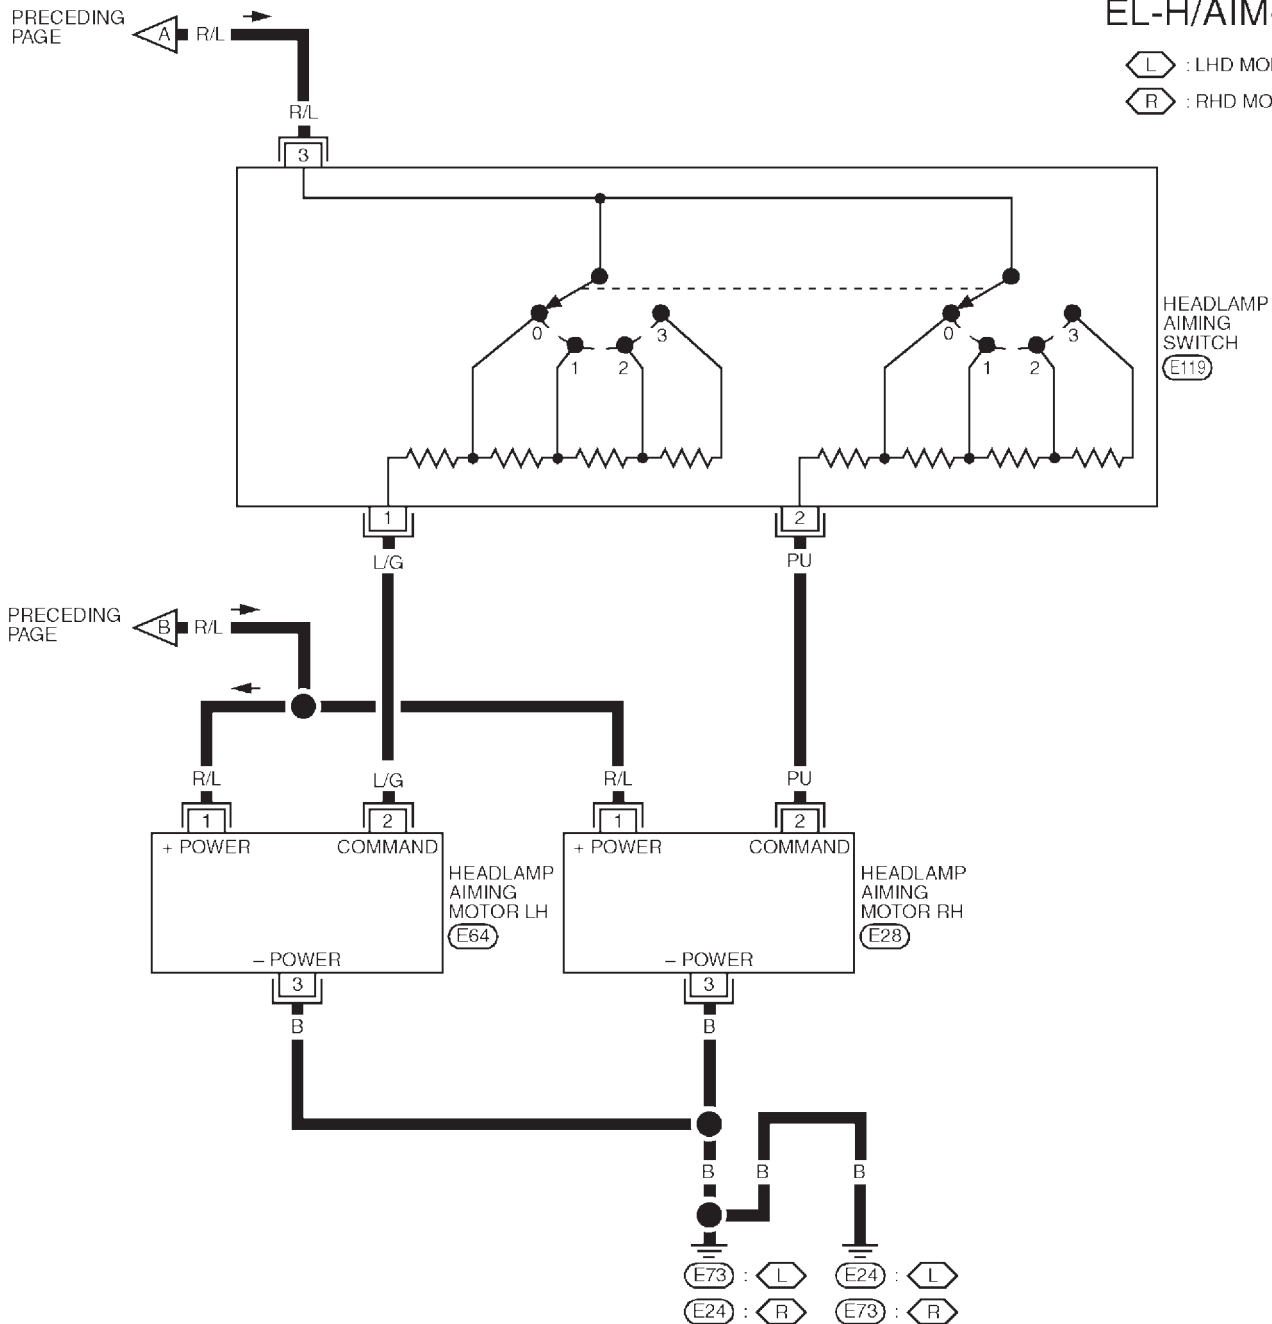 EL-H/AIM-
PRECEDING
PAGE
A R/L
L : LHD MO
R : RHD MO
R/L
3
0 1 2 3
0 1 2 3
HEADLAMP
AIMING
SWITCH
E119
1 2
L/G PU
PRECEDING
PAGE
B R/L
R/L L/G R/L PU
1 2 1 2
+ POWER COMMAND + POWER COMMAND
HEADLAMP
AIMING
MOTOR LH
E64
HEADLAMP
AIMING
MOTOR RH
E28
– POWER – POWER
3 3
B B
B B B
E73 : L E24 : L
E24 : R E73 : R